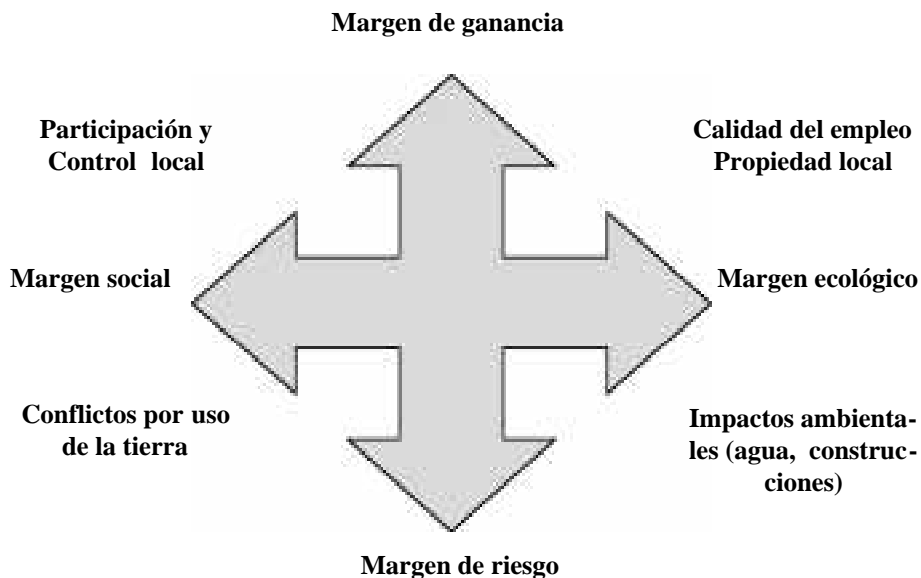 Margen de ganancia
Participación y
Control local
Calidad del empleo
Propiedad local
Margen social
Margen ecológico
Conflictos por uso
de la tierra
Impactos ambienta-
les (agua, construc-
ciones)
Margen de riesgo